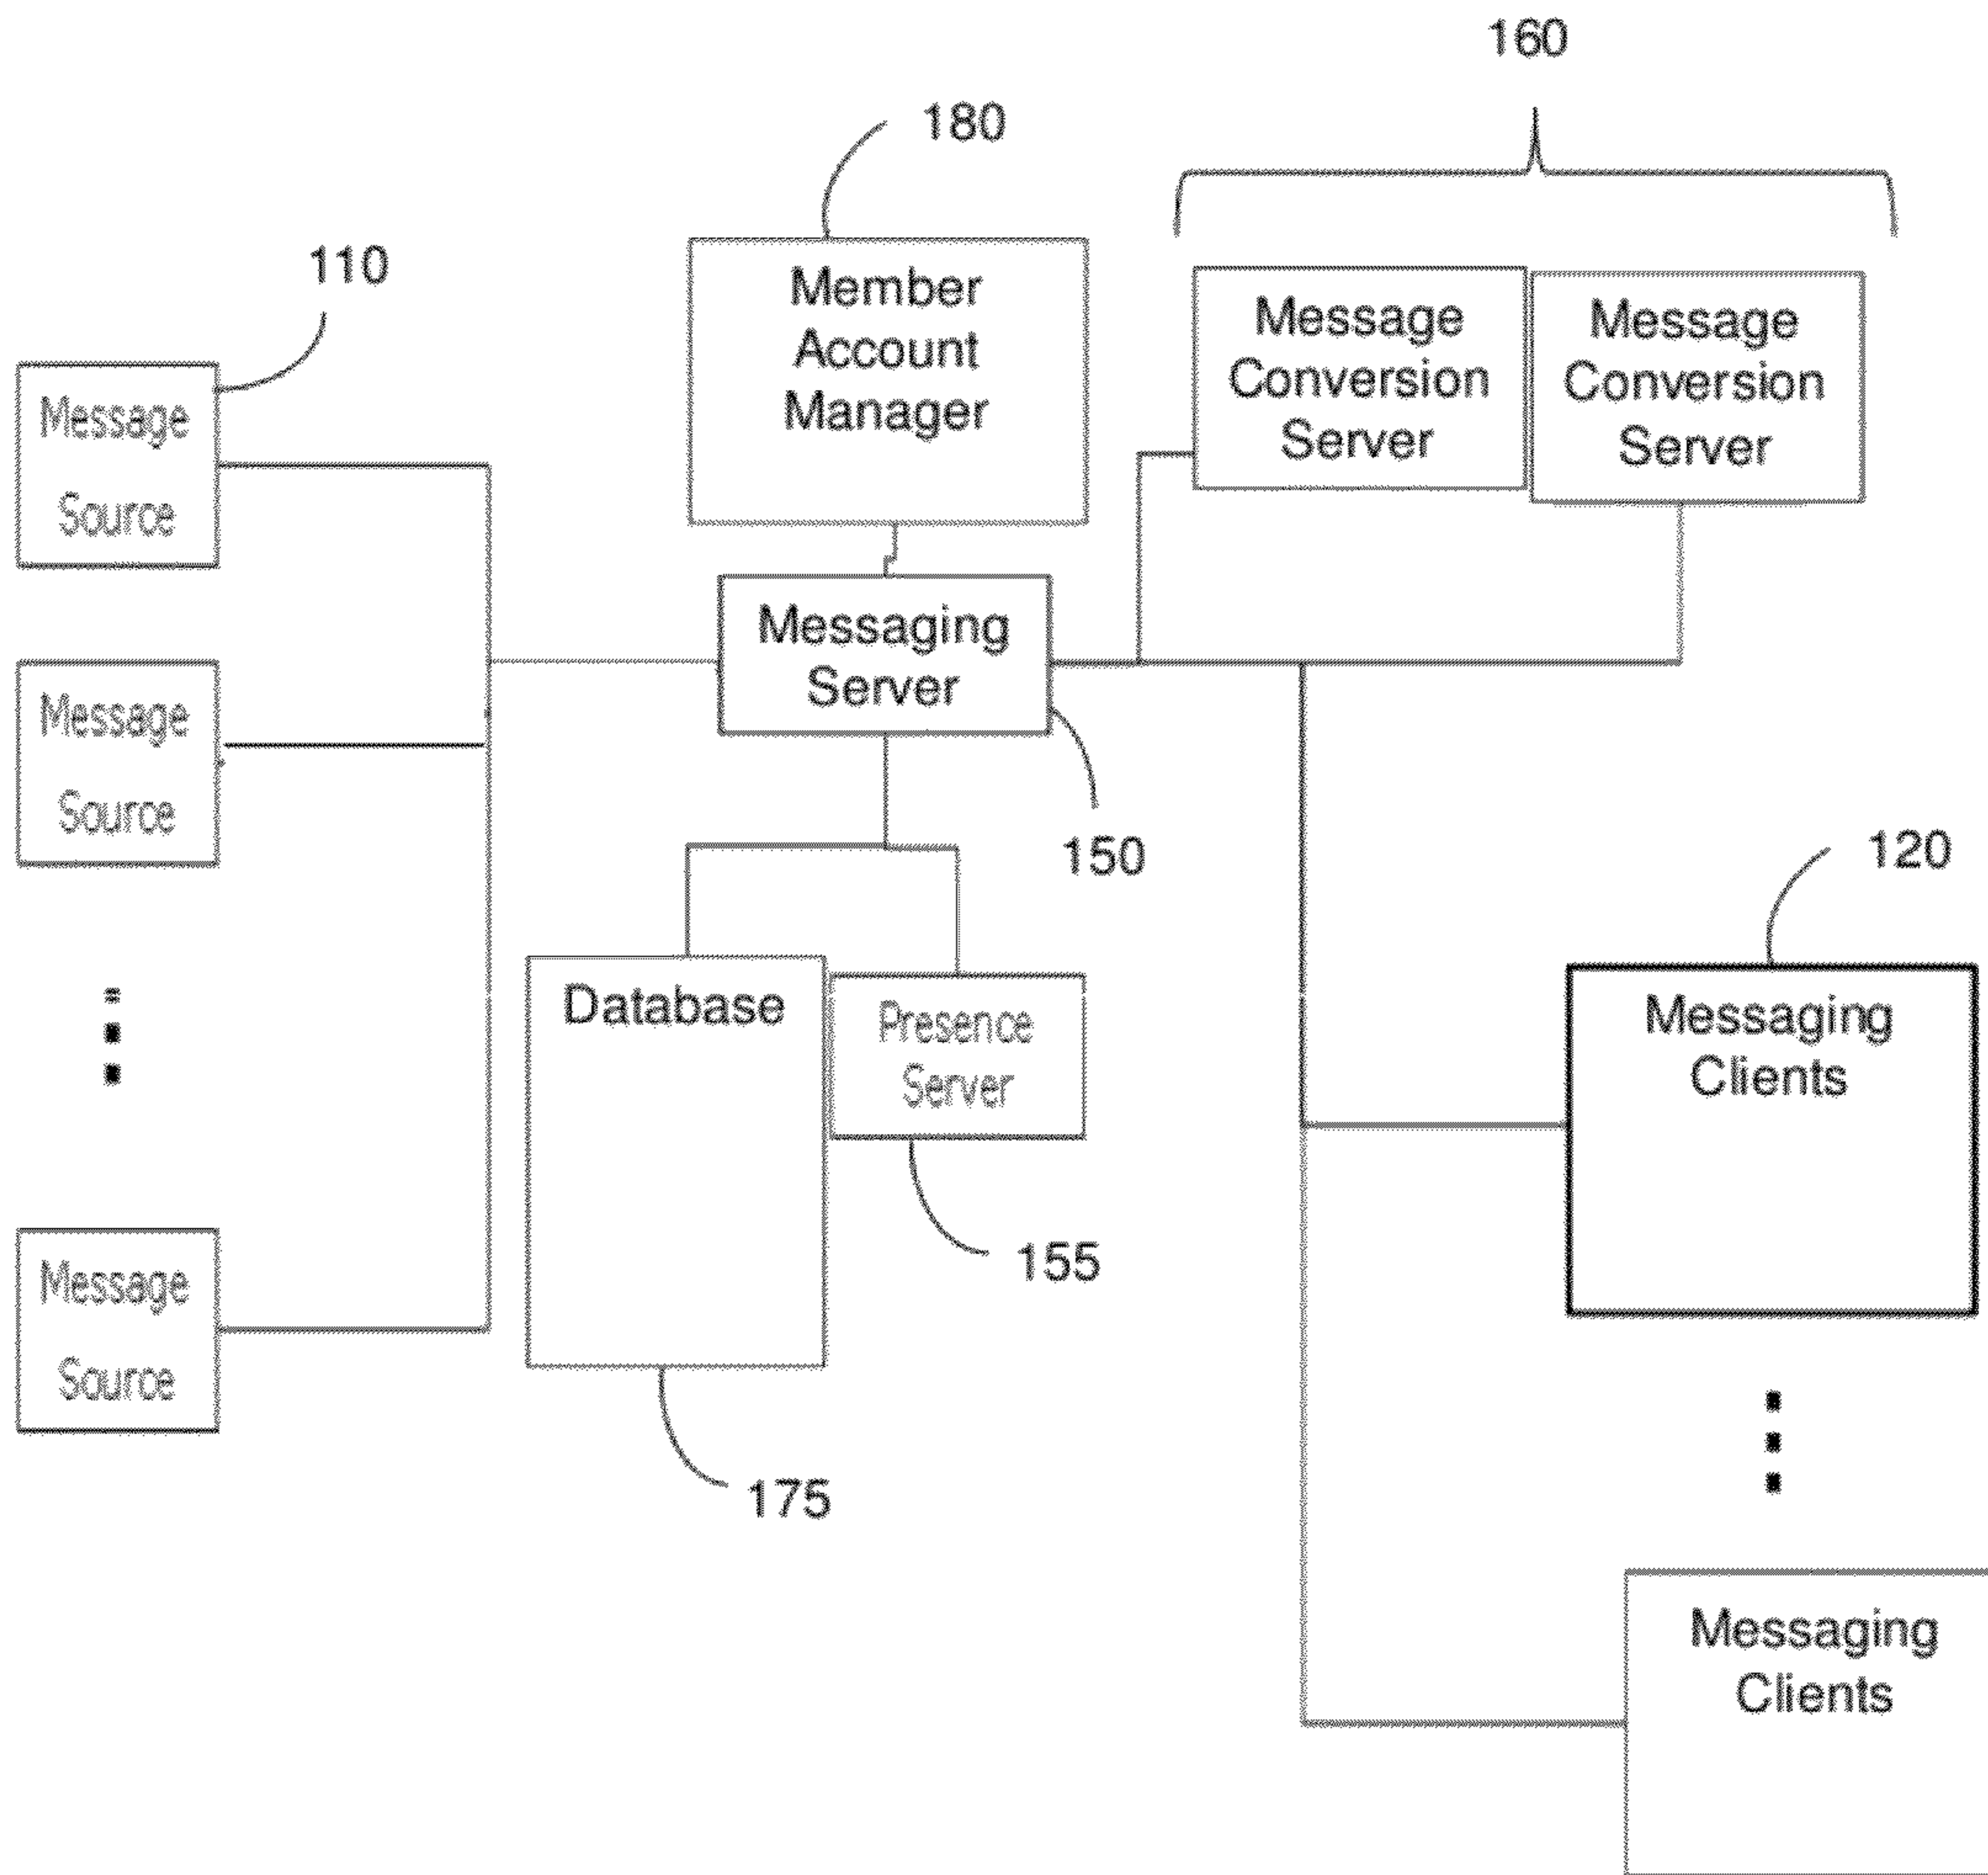 160
180
110
Member
Account
Manager
Message
Conversion
Server
Message
Conversion
Server
Message
Source
Messaging
Server
Message
Source
150
120
Database
Presence
Server
Messaging
Clients
155
Message
Source
175
Messaging
Clients